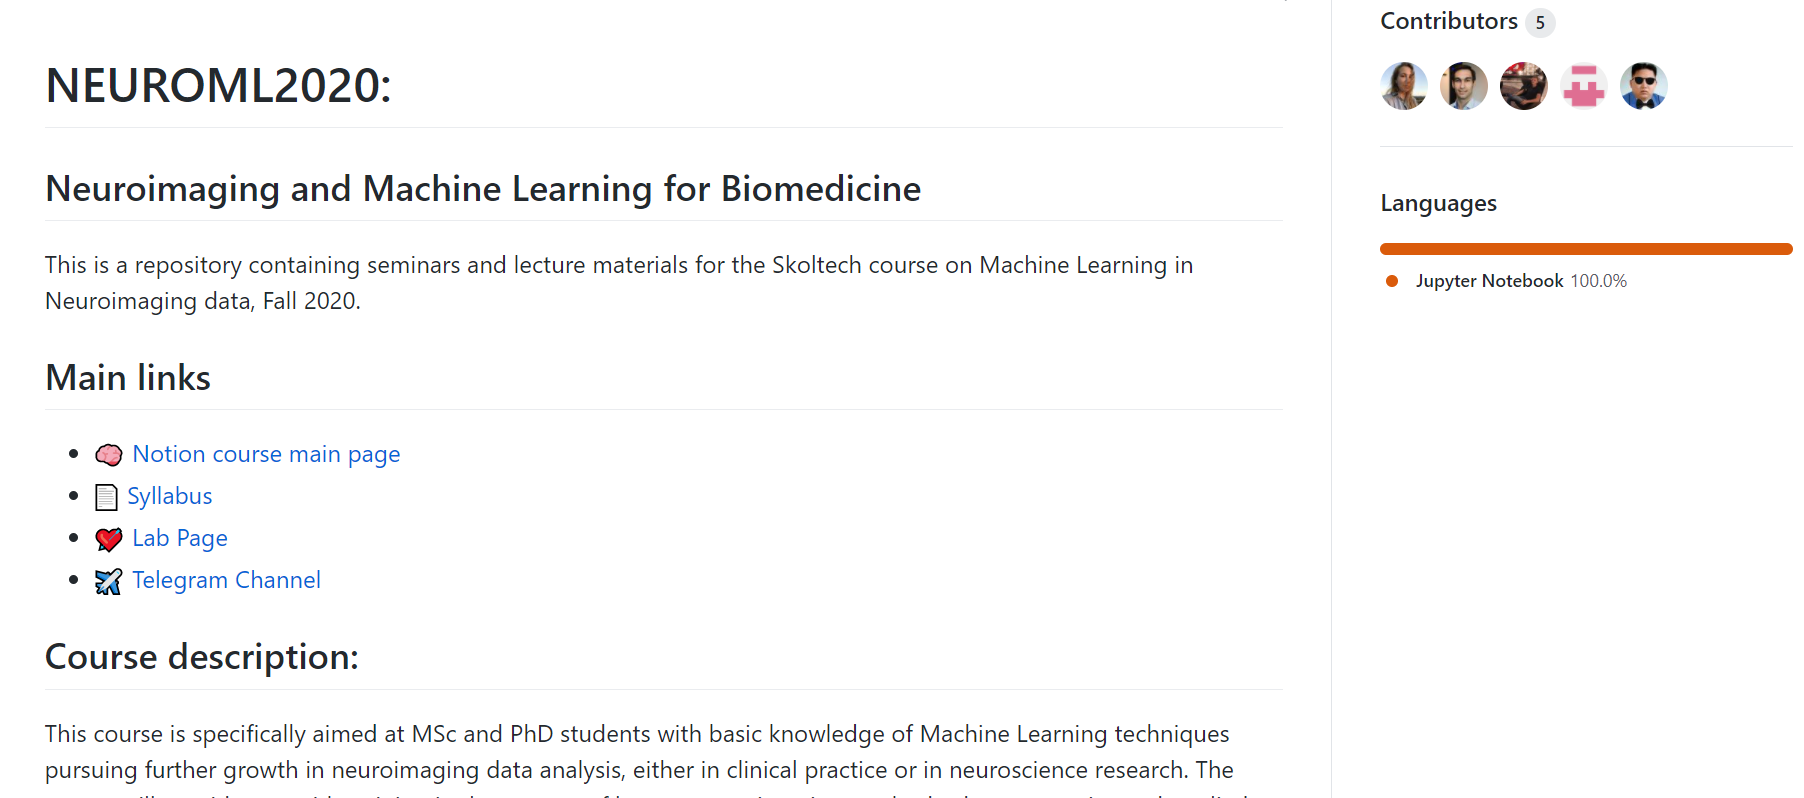 NEUROML2020:
Neuroimaging and Machine Learning for Biomedicine
This is a repository containing seminars and lecture materials for the Skoltech course on Machine Learning in
Neuroimaging data, Fall 2020.
Main links
Notion course main page
Syllabus
Lab Page
Telegram Channel
Course description:
This course is specifically aimed at MSc and PhD students with basic knowledge of Machine Learning techniques
pursuing further growth in neuroimaging data analysis, either in clinical practice or in neuroscience research. The
Contributors 5
Languages
Jupyter Notebook 100.0%